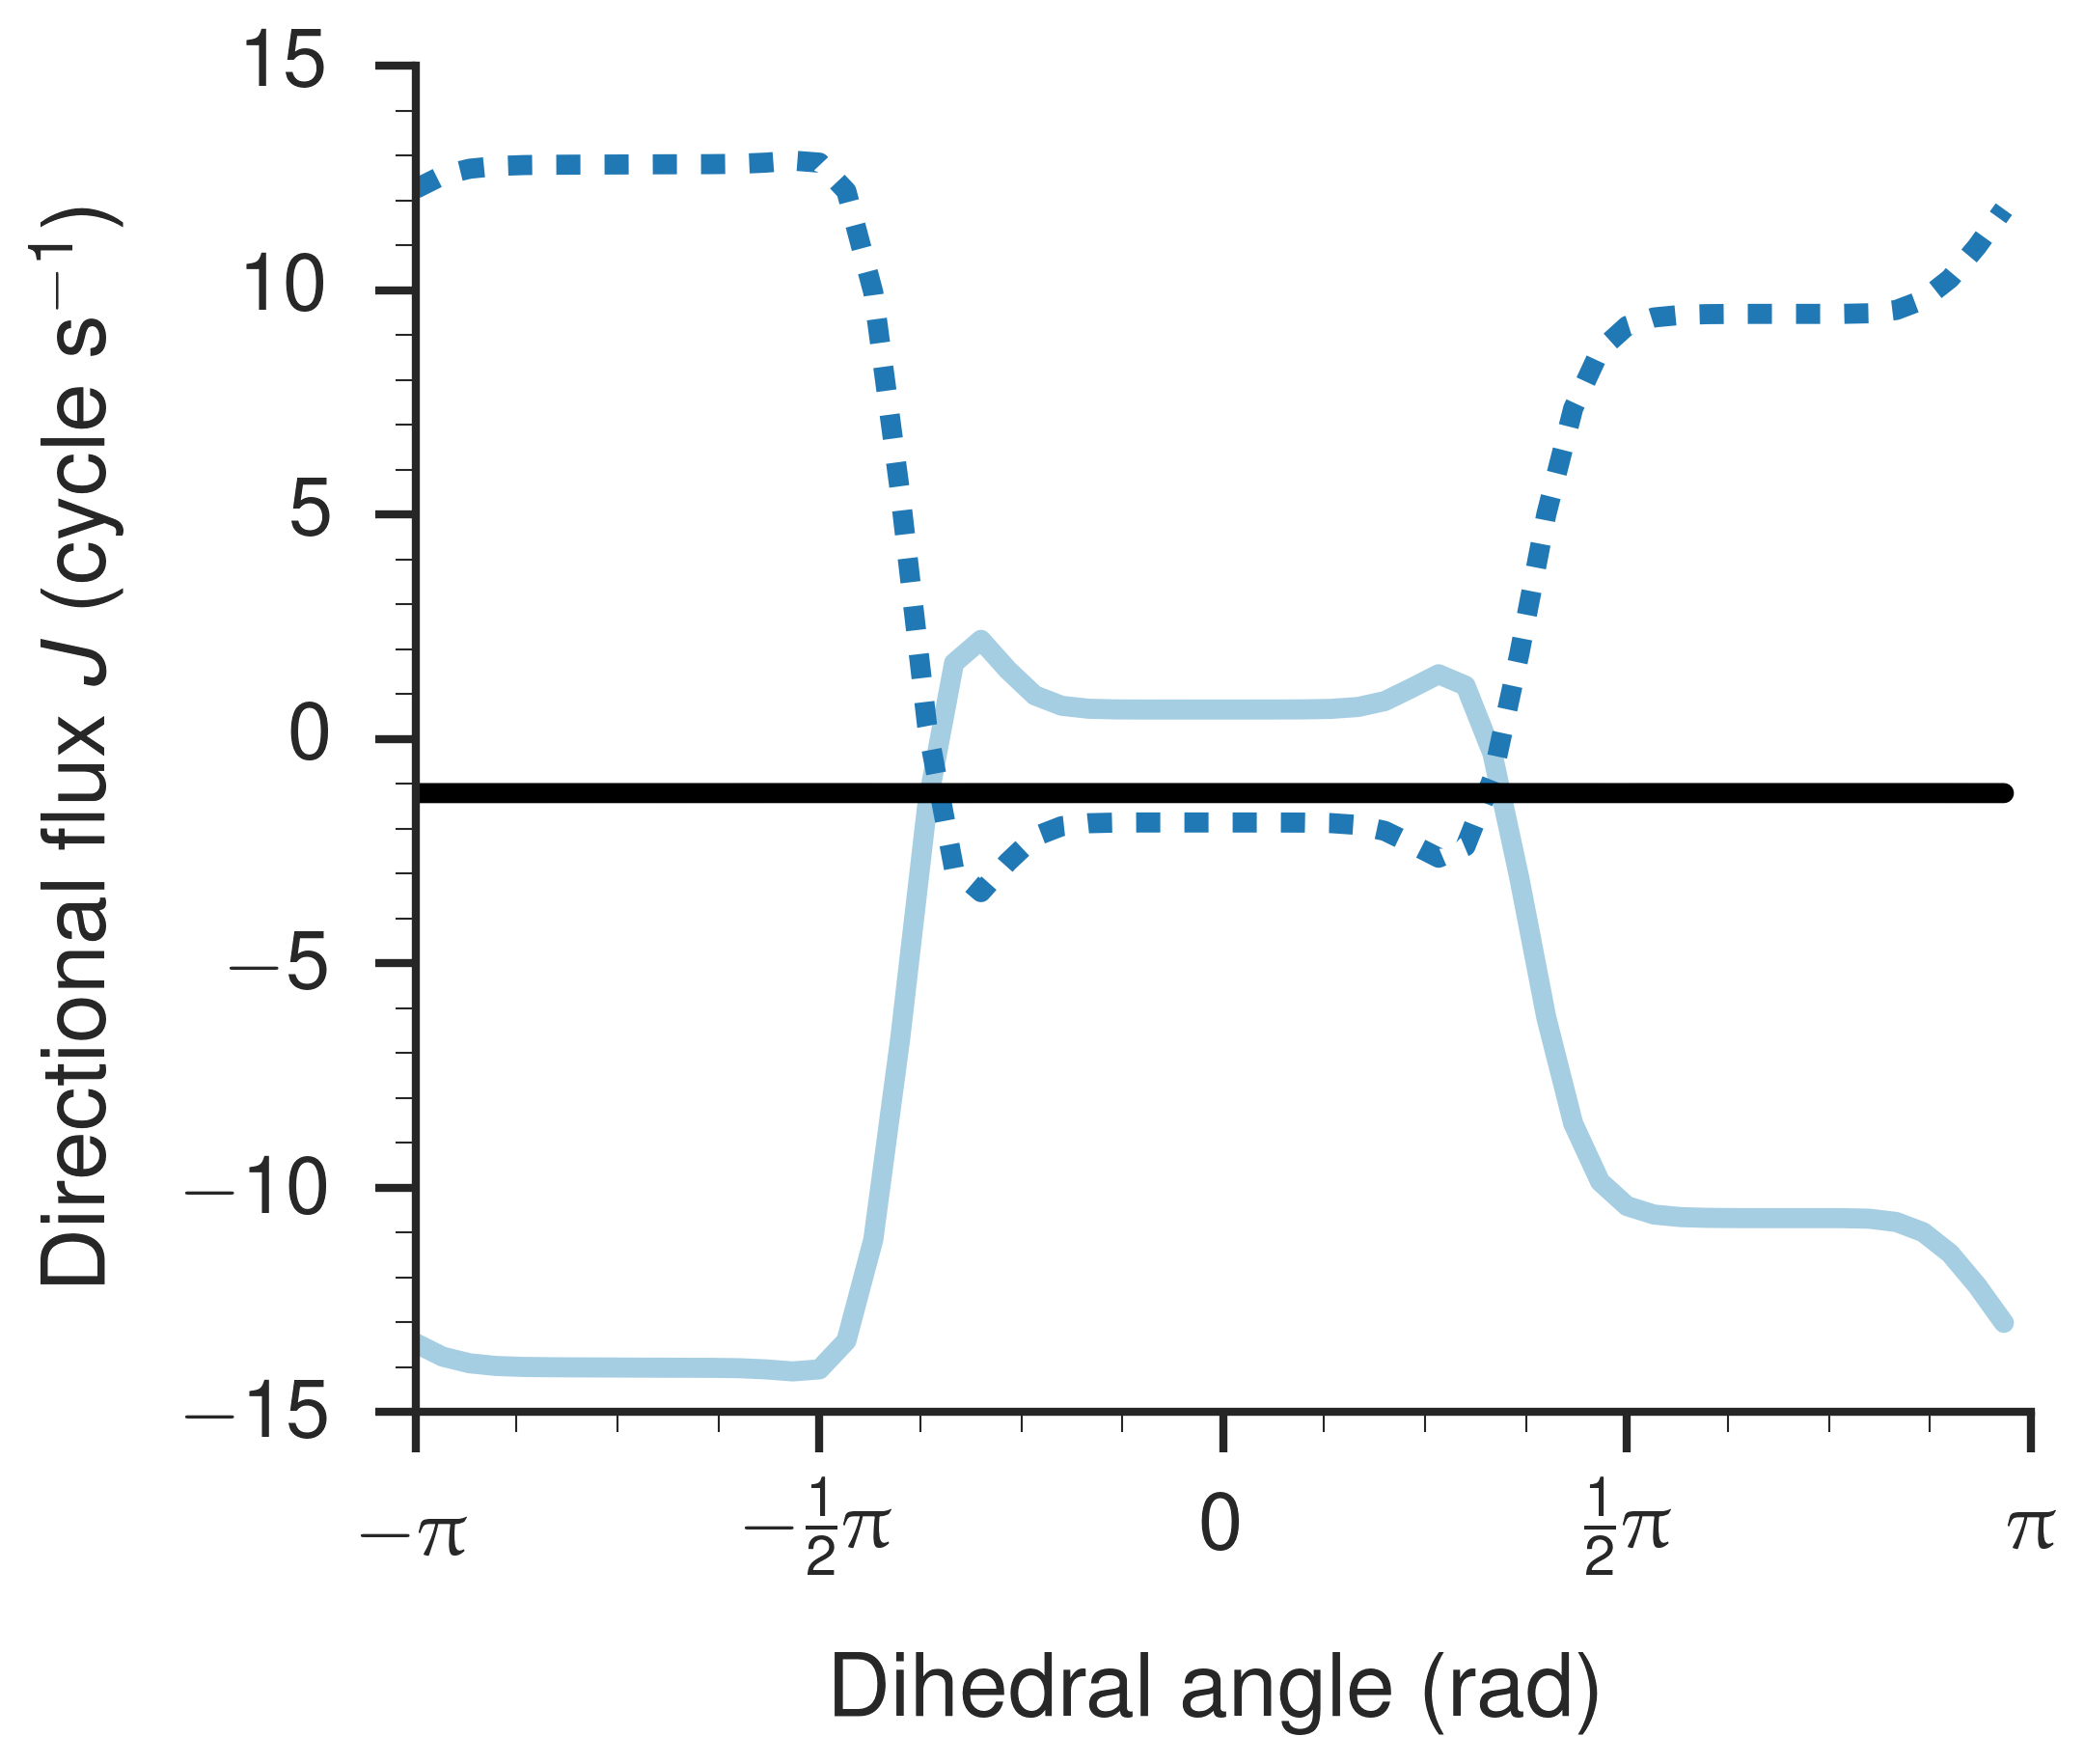 Directional flux J (cycle s⁻¹)
15
10
5
0
−5
−10
−15
−π
−½π
0
½π
π
Dihedral angle (rad)